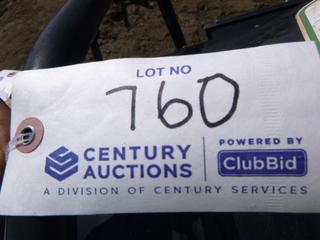 LOT NO
760
CENTURY AUCTIONS
POWERED BY
ClubBid
A DIVISION OF CENTURY SERVICES